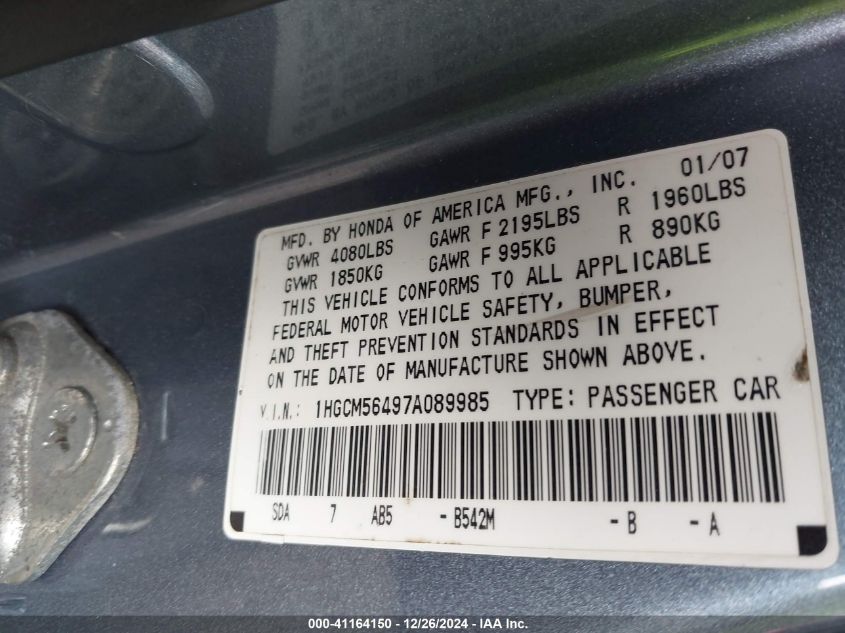 MFD. BY HONDA OF AMERICA MFG., INC. 01/07
GVWR 4080LBS GAWR F 2195LBS R 1960LBS
GVWR 1850KG GAWR F 995KG R 890KG
THIS VEHICLE CONFORMS TO ALL APPLICABLE
FEDERAL MOTOR VEHICLE SAFETY, BUMPER,
AND THEFT PREVENTION STANDARDS IN EFFECT
ON THE DATE OF MANUFACTURE SHOWN ABOVE.
V.I.N.: 1HGCM56497A089985 TYPE: PASSENGER CAR
SDA 7 AB5 - B542M - B - A
000-41164150 - 12/26/2024 - IAA Inc.